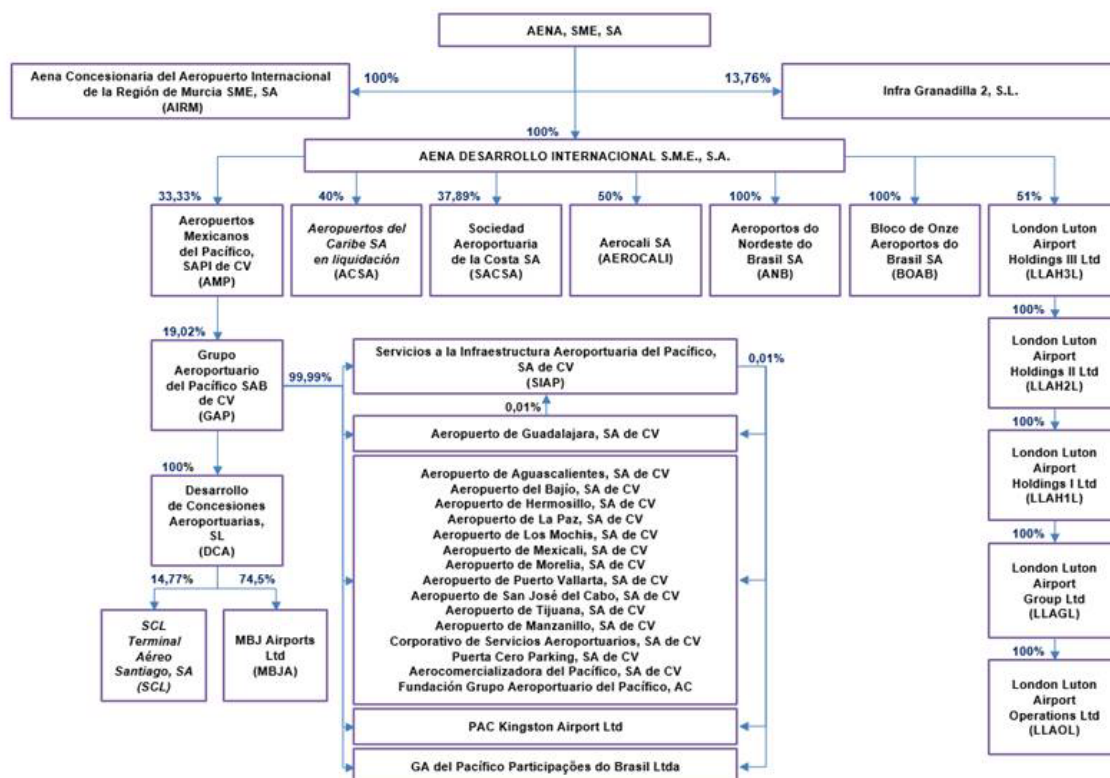 AENA, SME, SA
Aena Concesionaria del Aeropuerto Internacional
de la Región de Murcia SME, SA
(AIRM)
100%
13,76%
Infra Granadilla 2, S.L.
100%
AENA DESARROLLO INTERNACIONAL S.M.E., S.A.
33,33%
Aeropuertos
Mexicanos
del Pacífico,
SAPI de CV
(AMP)
40%
Aeropuertos del
Caribe SA
en liquidación
(ACSA)
37,89%
Sociedad
Aeroportuaria
de la Costa SA
(SACSA)
50%
Aerocali SA
(AEROCALI)
100%
Aeroportos do
Nordeste do
Brasil SA
(ANB)
100%
Bloco de Onze
Aeroportos do
Brasil SA
(BOAB)
51%
London Luton
Airport
Holdings III Ltd
(LLAH3L)
19,02%
Grupo
Aeroportuario
del Pacífico SAB
de CV
(GAP)
99,99%
Servicios a la Infraestructura Aeroportuaria del Pacífico,
SA de CV
(SIAP)
0,01%
0,01%
Aeropuerto de Guadalajara, SA de CV
100%
Desarrollo
de Concesiones
Aeroportuarias,
SL
(DCA)
14,77%
74,5%
SCL
Terminal
Aéreo
Santiago, SA
(SCL)
MBJ Airports
Ltd
(MBJA)
Aeropuerto de Aguascalientes, SA de CV
Aeropuerto del Bajío, SA de CV
Aeropuerto de Hermosillo, SA de CV
Aeropuerto de La Paz, SA de CV
Aeropuerto de Los Mochis, SA de CV
Aeropuerto de Mexicali, SA de CV
Aeropuerto de Morelia, SA de CV
Aeropuerto de Puerto Vallarta, SA de CV
Aeropuerto de San José del Cabo, SA de CV
Aeropuerto de Tijuana, SA de CV
Aeropuerto de Manzanillo, SA de CV
Corporativo de Servicios Aeroportuarios, SA de CV
Puerta Cero Parking, SA de CV
Aerocomercializadora del Pacífico, SA de CV
Fundación Grupo Aeroportuario del Pacífico, AC
PAC Kingston Airport Ltd
GA del Pacífico Participações do Brasil Ltda
100%
London Luton
Airport
Holdings II Ltd
(LLAH2L)
100%
London Luton
Airport
Holdings I Ltd
(LLAH1L)
100%
London Luton
Airport
Group Ltd
(LLAGL)
100%
London Luton
Airport
Operations Ltd
(LLAOL)